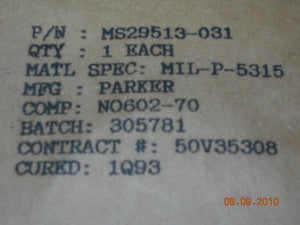 P/N : MS29513-031
QTY : 1 EACH
MATL SPEC: MIL-P-5315
MFG : PARKER
COMP: NO602-70
BATCH: 305781
CONTRACT #: 50V35308
CURED: 1Q93
09.09.2010